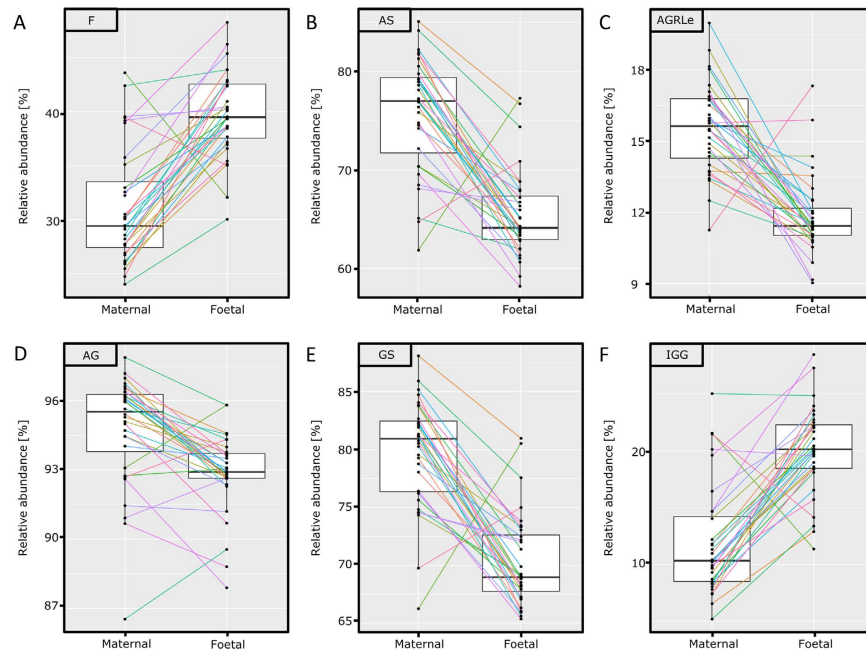 A
F
Relative abundance [%]
40
30
Maternal
Foetal
B
AS
Relative abundance [%]
80
70
60
Maternal
Foetal
C
AGRLe
Relative abundance [%]
18
15
12
9
Maternal
Foetal
D
AG
Relative abundance [%]
96
93
90
87
Maternal
Foetal
E
GS
Relative abundance [%]
85
80
75
70
65
Maternal
Foetal
F
IGG
Relative abundance [%]
20
10
Maternal
Foetal